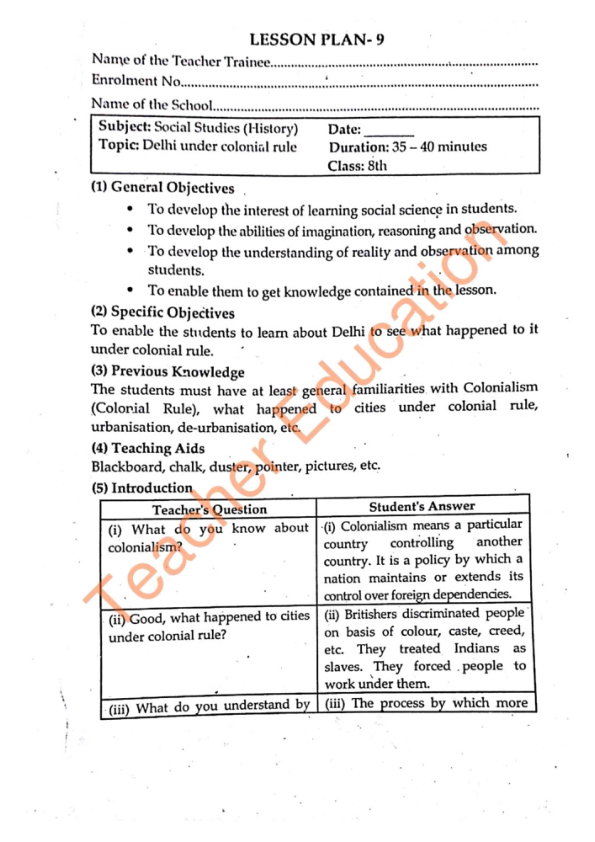 LESSON PLAN- 9
Name of the Teacher Trainee................................................................................
Enrolment No................................................................................
Name of the School................................................................................
Subject: Social Studies (History) Date: ________
Topic: Delhi under colonial rule Duration: 35 – 40 minutes
Class: 8th
(1) General Objectives
• To develop the interest of learning social science in students.
• To develop the abilities of imagination, reasoning and observation.
• To develop the understanding of reality and observation among
students.
• To enable them to get knowledge contained in the lesson.
(2) Specific Objectives
To enable the students to learn about Delhi to see what happened to it
under colonial rule.
(3) Previous Knowledge
The students must have at least general familiarities with Colonialism
(Colonial Rule), what happened to cities under colonial rule,
urbanisation, de-urbanisation, etc.
(4) Teaching Aids
Blackboard, chalk, duster, pointer, pictures, etc.
(5) Introduction
Teacher's Question
(i) What do you know about
colonialism?
Student's Answer
(i) Colonialism means a particular
country controlling another
country. It is a policy by which a
nation maintains or extends its
control over foreign dependencies.
(ii) Good, what happened to cities
under colonial rule?
(ii) Britishers discriminated people
on basis of colour, caste, creed,
etc. They treated Indians as
slaves. They forced people to
work under them.
(iii) What do you understand by
(iii) The process by which more
Teacher Education